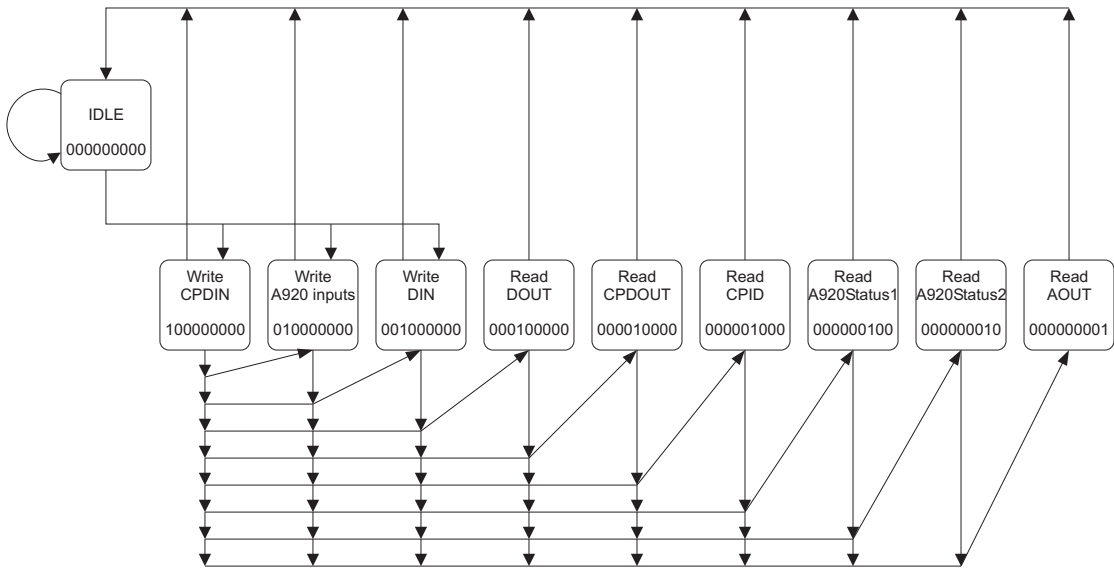 IDLE
000000000
Write
CPDIN
100000000
Write
A920 inputs
010000000
Write
DIN
001000000
Read
DOUT
000100000
Read
CPDOUT
000010000
Read
CPID
000001000
Read
A920Status1
000000100
Read
A920Status2
000000010
Read
AOUT
000000001